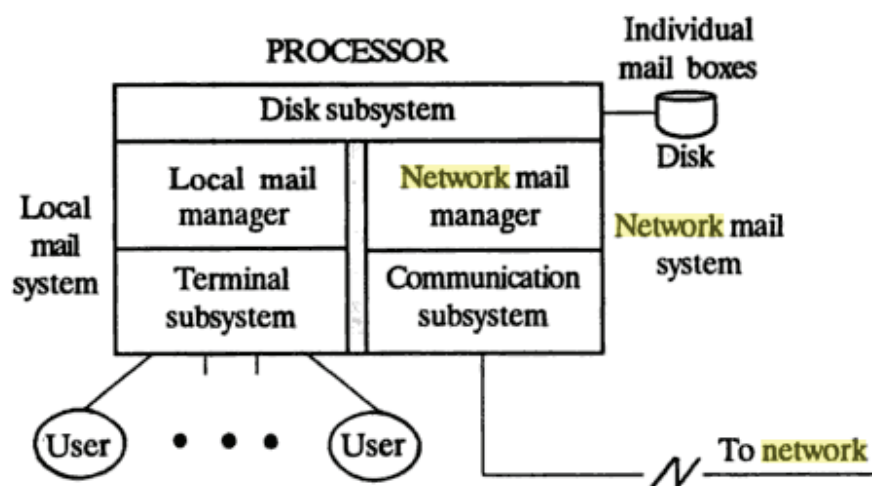 PROCESSOR
Individual
mail boxes
Disk subsystem
Disk
Local mail
manager
Network mail
manager
Local
mail
system
Network mail
system
Terminal
subsystem
Communication
subsystem
User
User
To network